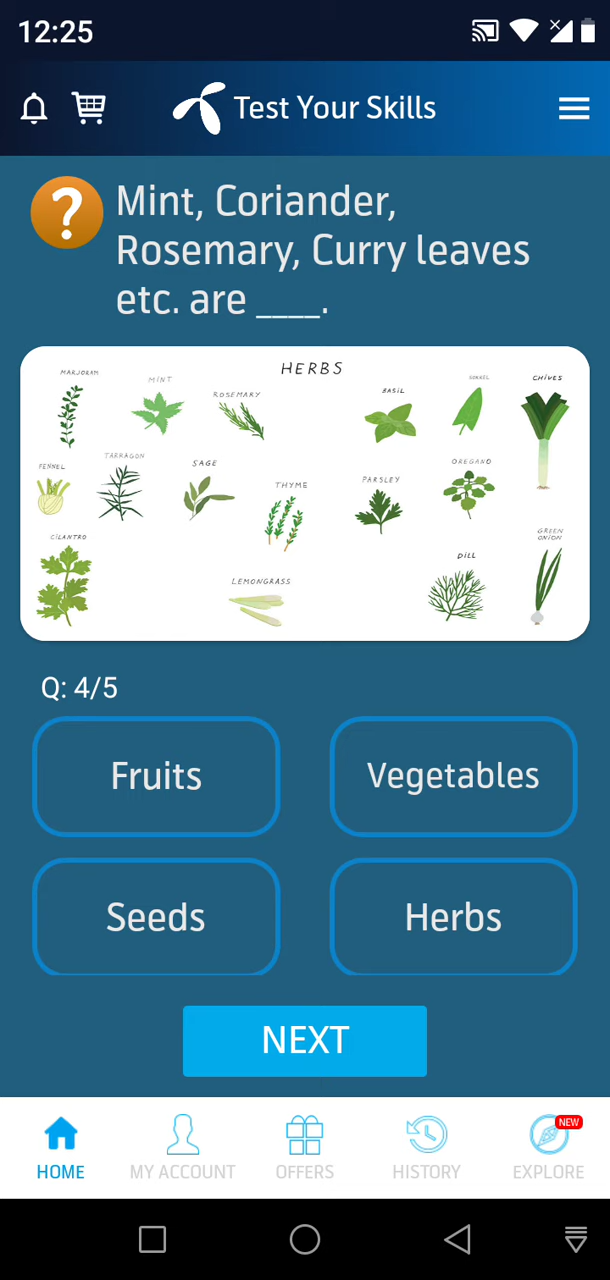 12:25
Test Your Skills
?
Mint, Coriander,
Rosemary, Curry leaves
etc. are ____.
HERBS
MARJORAM
MINT
ROSEMARY
BASIL
SORREL
CHIVES
FENNEL
TARRAGON
SAGE
THYME
PARSLEY
OREGANO
CILANTRO
LEMONGRASS
DILL
GREEN
ONION
Q: 4/5
Fruits
Vegetables
Seeds
Herbs
NEXT
NEW
HOME
MY ACCOUNT
OFFERS
HISTORY
EXPLORE